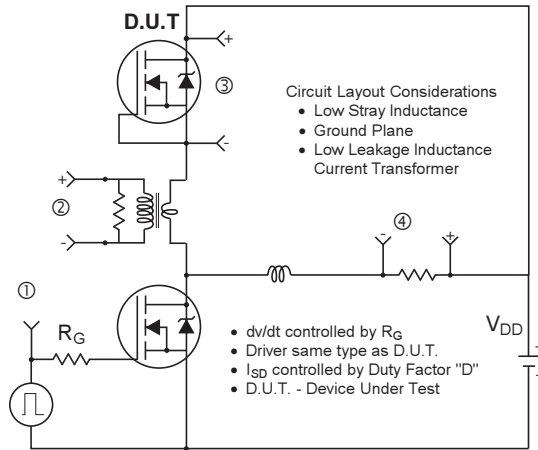 D.U.T
+
③
-
Circuit Layout Considerations
• Low Stray Inductance
• Ground Plane
• Low Leakage Inductance
Current Transformer
+
②
-
④
-
+
①
RG
VDD
+
-
• dv/dt controlled by RG
• Driver same type as D.U.T.
• ISD controlled by Duty Factor "D"
• D.U.T. - Device Under Test